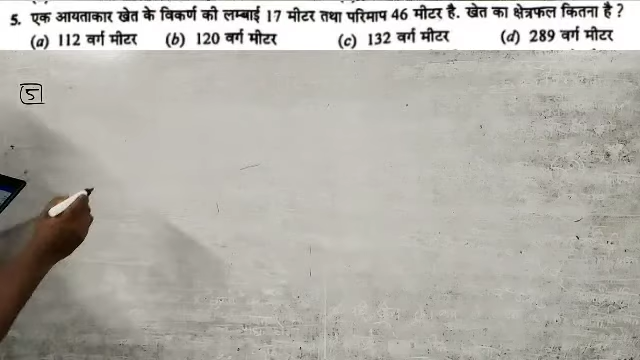 5. एक आयताकार खेत के विकर्ण की लम्बाई 17 मीटर तथा परिमाप 46 मीटर है. खेत का क्षेत्रफल कितना है ?
(a) 112 वर्ग मीटर (b) 120 वर्ग मीटर (c) 132 वर्ग मीटर (d) 289 वर्ग मीटर
5